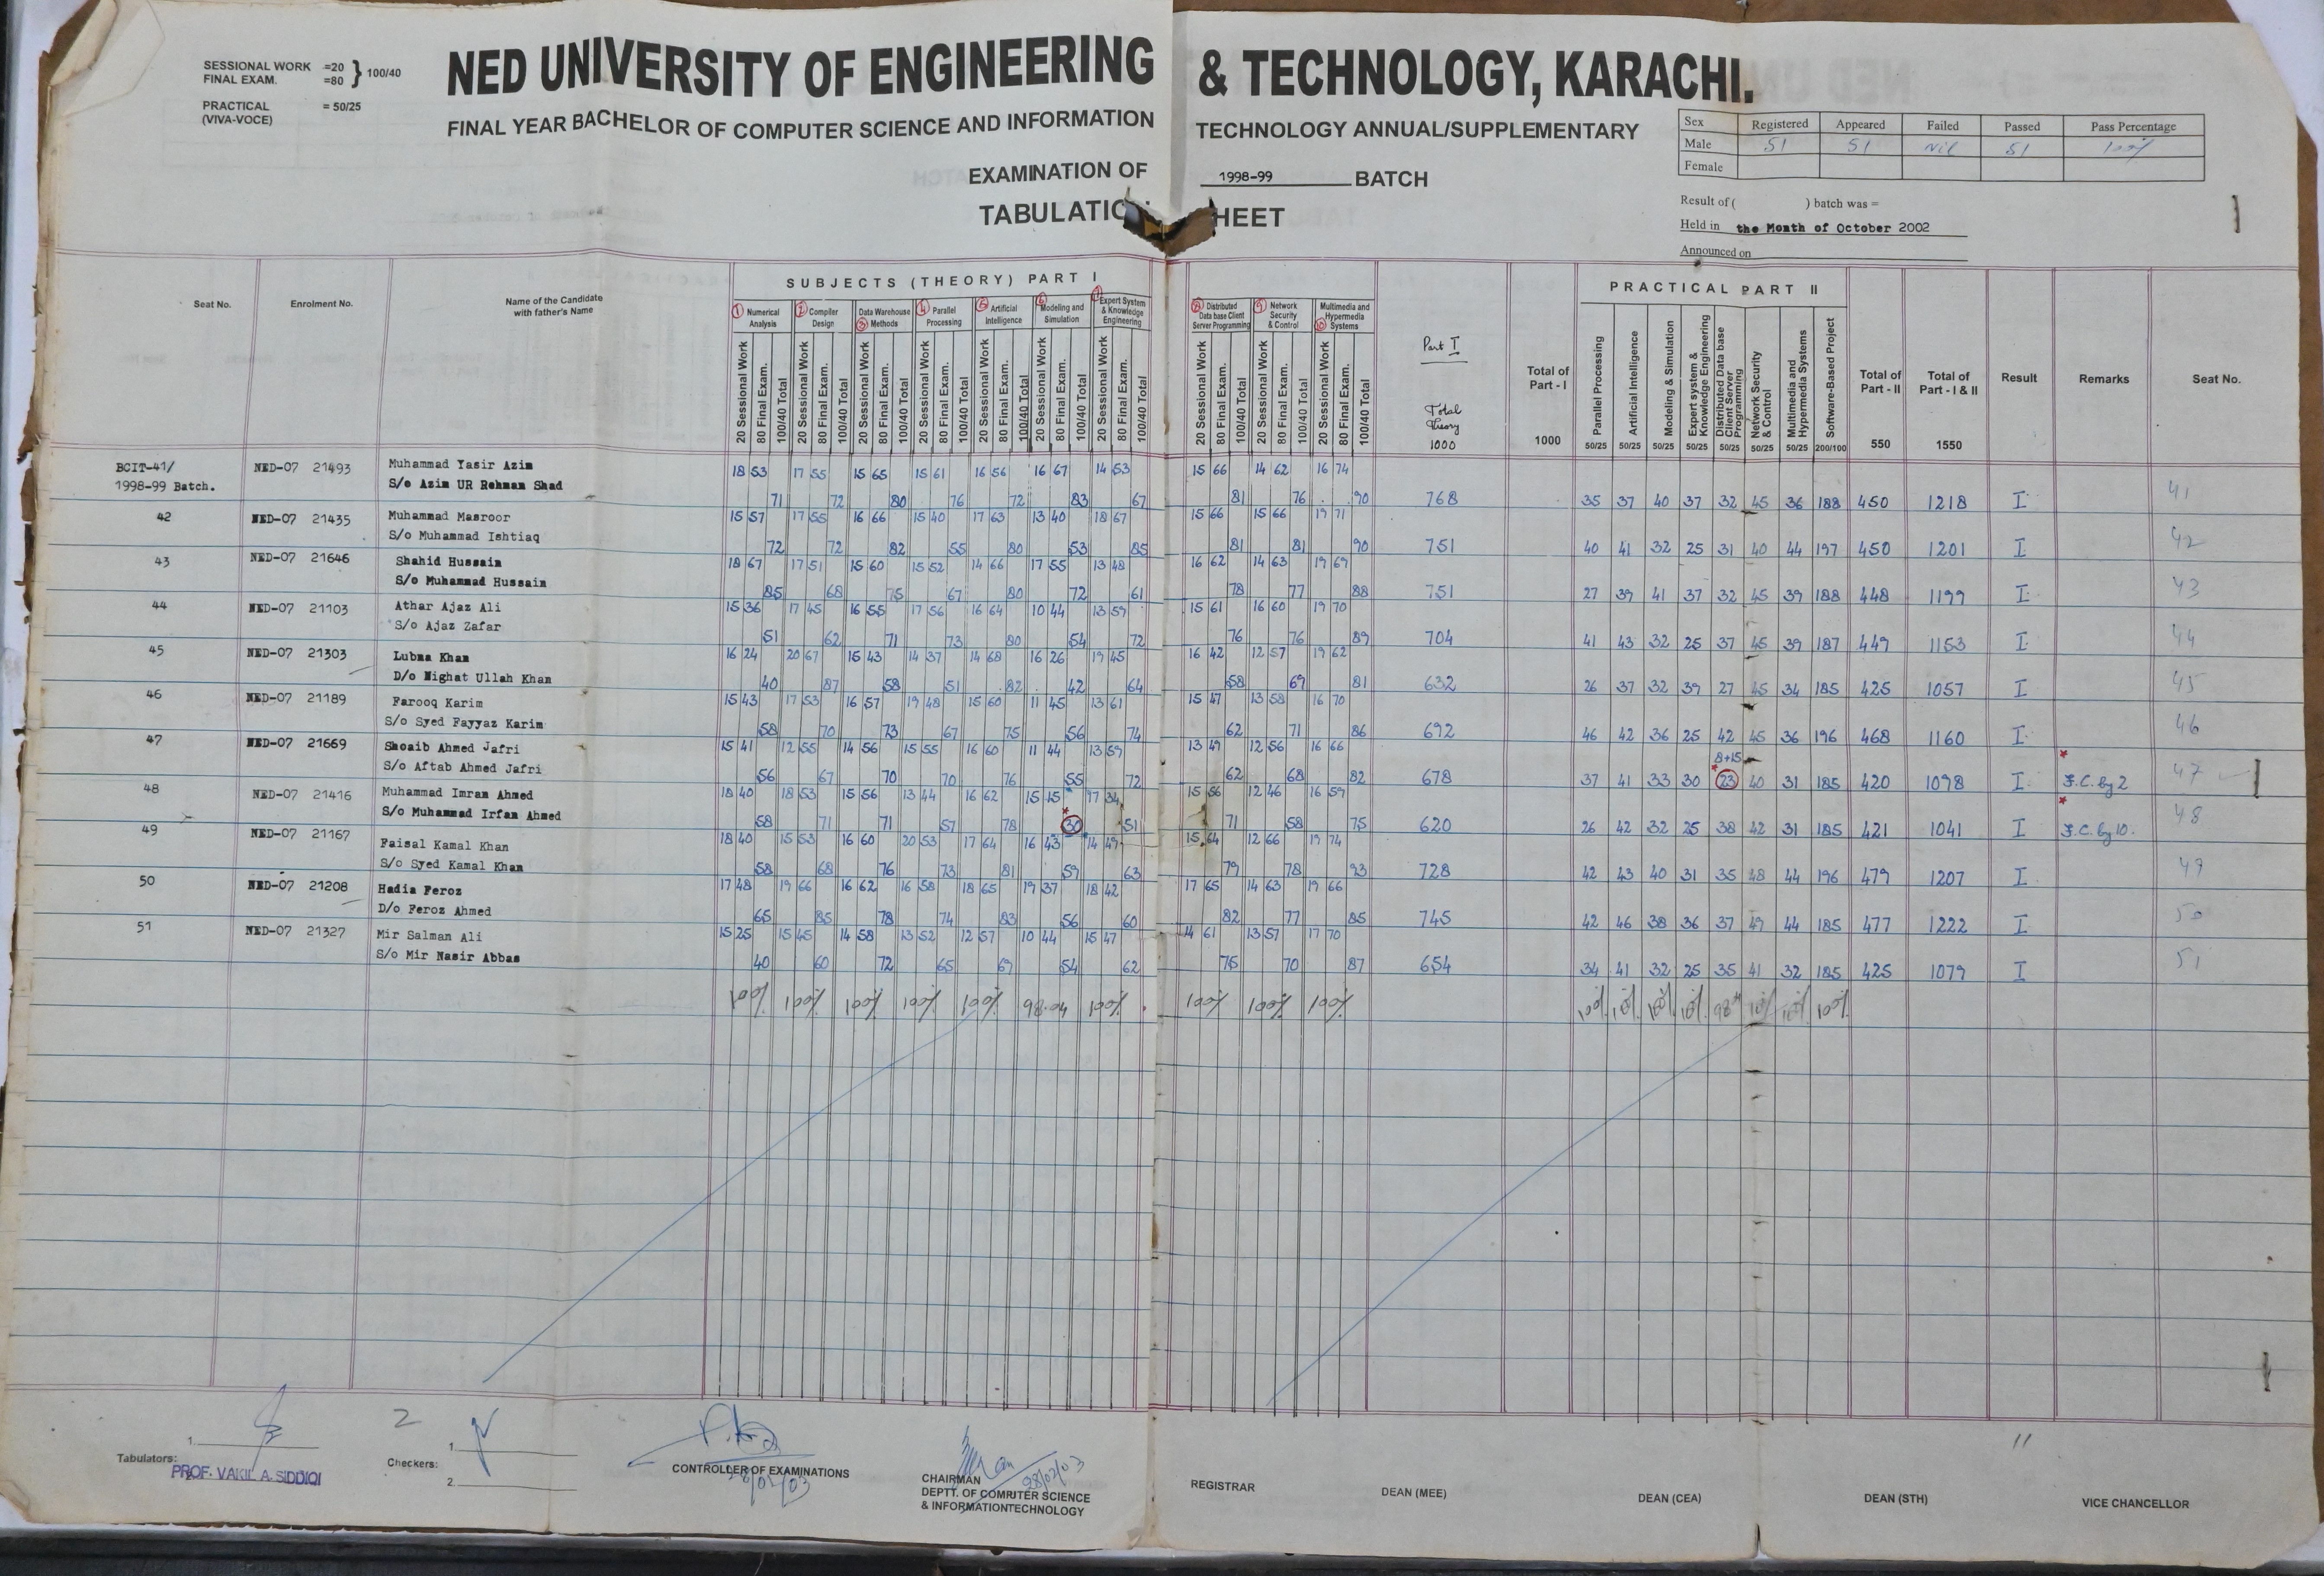 SESSIONAL WORK =20
FINAL EXAM. =80 } 100/40
PRACTICAL = 50/25
(VIVA-VOCE)
NED UNIVERSITY OF ENGINEERING & TECHNOLOGY, KARACHI.
FINAL YEAR BACHELOR OF COMPUTER SCIENCE AND INFORMATION TECHNOLOGY ANNUAL/SUPPLEMENTARY
EXAMINATION OF 1998-99 BATCH
TABULATIO HEET
Sex Registered Appeared Failed Passed Pass Percentage
Male 51 51 Nil 51 100%
Female
Result of ( ) batch was =
Held in the Month of October 2002
Announced on
SUBJECTS (THEORY) PART I
PRACTICAL PART II
Seat No. Enrolment No. Name of the Candidate with father's Name
1 Numerical Analysis
2 Compiler Design
3 Data Warehouse Methods
4 Parallel Processing
5 Artificial Intelligence
6 Modeling and Simulation
7 Expert System & Knowledge Engineering
8 Distributed Data base Client Server Programming
9 Network Security & Control
10 Multimedia and Hypermedia Systems
20 Sessional Work 80 Final Exam. 100/40 Total
Part I
Total Theory 1000
Total of Part - I 1000
Parallel Processing 50/25
Artificial Intelligence 50/25
Modeling & Simulation 50/25
Expert system & Knowledge Engineering 50/25
Distributed Data base Client Server Programming 50/25
Network Security & Control 50/25
Multimedia and Hypermedia Systems 50/25
Software-Based Project 200/100
Total of Part - II 550
Total of Part - I & II 1550
Result Remarks Seat No.
BCIT-41/ NED-07 21493 Muhammad Yasir Azim 18 53 17 55 15 65 15 61 16 56 16 67 14 53 15 66 14 62 16 74
1998-99 Batch. S/o Azim UR Rehman Shad 71 72 80 76 72 83 67 81 76 90 768 35 37 40 37 32 45 36 188 450 1218 I 41
42 NED-07 21435 Muhammad Masroor 15 57 17 55 16 66 15 40 17 63 13 40 18 67 15 66 15 66 19 71
S/o Muhammad Ishtiaq 72 72 82 55 80 53 85 81 81 90 751 40 41 32 25 31 40 44 197 450 1201 I 42
43 NED-07 21646 Shahid Hussain 18 67 17 51 15 60 15 52 14 66 17 55 13 48 16 62 14 63 19 69
S/o Muhammad Hussain 85 68 75 67 80 72 61 78 77 88 751 27 39 41 37 32 45 39 188 448 1199 I 43
44 NED-07 21103 Athar Ajaz Ali 15 36 17 45 16 55 17 56 16 64 10 44 13 59 15 61 16 60 19 70
S/o Ajaz Zafar 51 62 71 73 80 54 72 76 76 89 704 41 43 32 25 37 45 39 187 449 1153 I 44
45 NED-07 21303 Lubna Khan 16 24 20 67 15 43 14 37 14 68 16 26 19 45 16 42 12 57 19 62
D/o Nighat Ullah Khan 40 87 58 51 82 42 64 58 69 81 632 26 37 32 39 27 45 34 185 425 1057 I 45
46 NED-07 21189 Farooq Karim 15 43 17 53 16 57 19 48 15 60 11 45 13 61 15 47 13 58 16 70
S/o Syed Fayyaz Karim 58 70 73 67 75 56 74 62 71 86 692 46 42 36 25 42 45 36 196 468 1160 I 46
47 NED-07 21669 Shoaib Ahmed Jafri 15 41 12 55 14 56 15 55 16 60 11 44 13 59 13 49 12 56 16 66 8+15
S/o Aftab Ahmed Jafri 56 67 70 70 76 55 72 62 68 82 678 37 41 33 30 *23 40 31 185 420 1098 I * F.C. by 2 47
48 NED-07 21416 Muhammad Imran Ahmed 18 40 18 53 15 56 13 44 16 62 15 15 17 34 15 56 12 46 16 59
S/o Muhammad Irfan Ahmed 58 71 71 57 78 *30 51 71 58 75 620 26 42 32 25 38 42 31 185 421 1041 I * F.C. by 10. 48
49 NED-07 21167 Faisal Kamal Khan 18 40 15 53 16 60 20 53 17 64 16 43 14 49 15 64 12 66 19 74
S/o Syed Kamal Khan 58 68 76 73 81 59 63 79 78 93 728 42 43 40 31 35 48 44 196 479 1207 I 49
50 NED-07 21208 Hadia Feroz 17 48 19 66 16 62 16 58 18 65 19 37 18 42 17 65 14 63 19 66
D/o Feroz Ahmed 65 85 78 74 83 56 60 82 77 85 745 42 46 38 36 37 49 44 185 477 1222 I 50
51 NED-07 21327 Mir Salman Ali 15 25 15 45 14 58 13 52 12 57 10 44 15 47 14 61 13 57 17 70
S/o Mir Nasir Abbas 40 60 72 65 69 54 62 75 70 87 654 34 41 32 25 35 41 32 185 425 1079 I 51
100% 100% 100% 100% 100% 98.04 100% 100% 100% 100% 100% 100% 100% 100% 98 100% 100% 100%
2
11
Tabulators: 1. 2.
PROF. VAKIL A. SIDDIQI
Checkers: 1. 2.
CONTROLLER OF EXAMINATIONS
CHAIRMAN 28/02/03
DEPTT. OF COMPUTER SCIENCE
& INFORMATIONTECHNOLOGY
REGISTRAR
DEAN (MEE)
DEAN (CEA)
DEAN (STH)
VICE CHANCELLOR